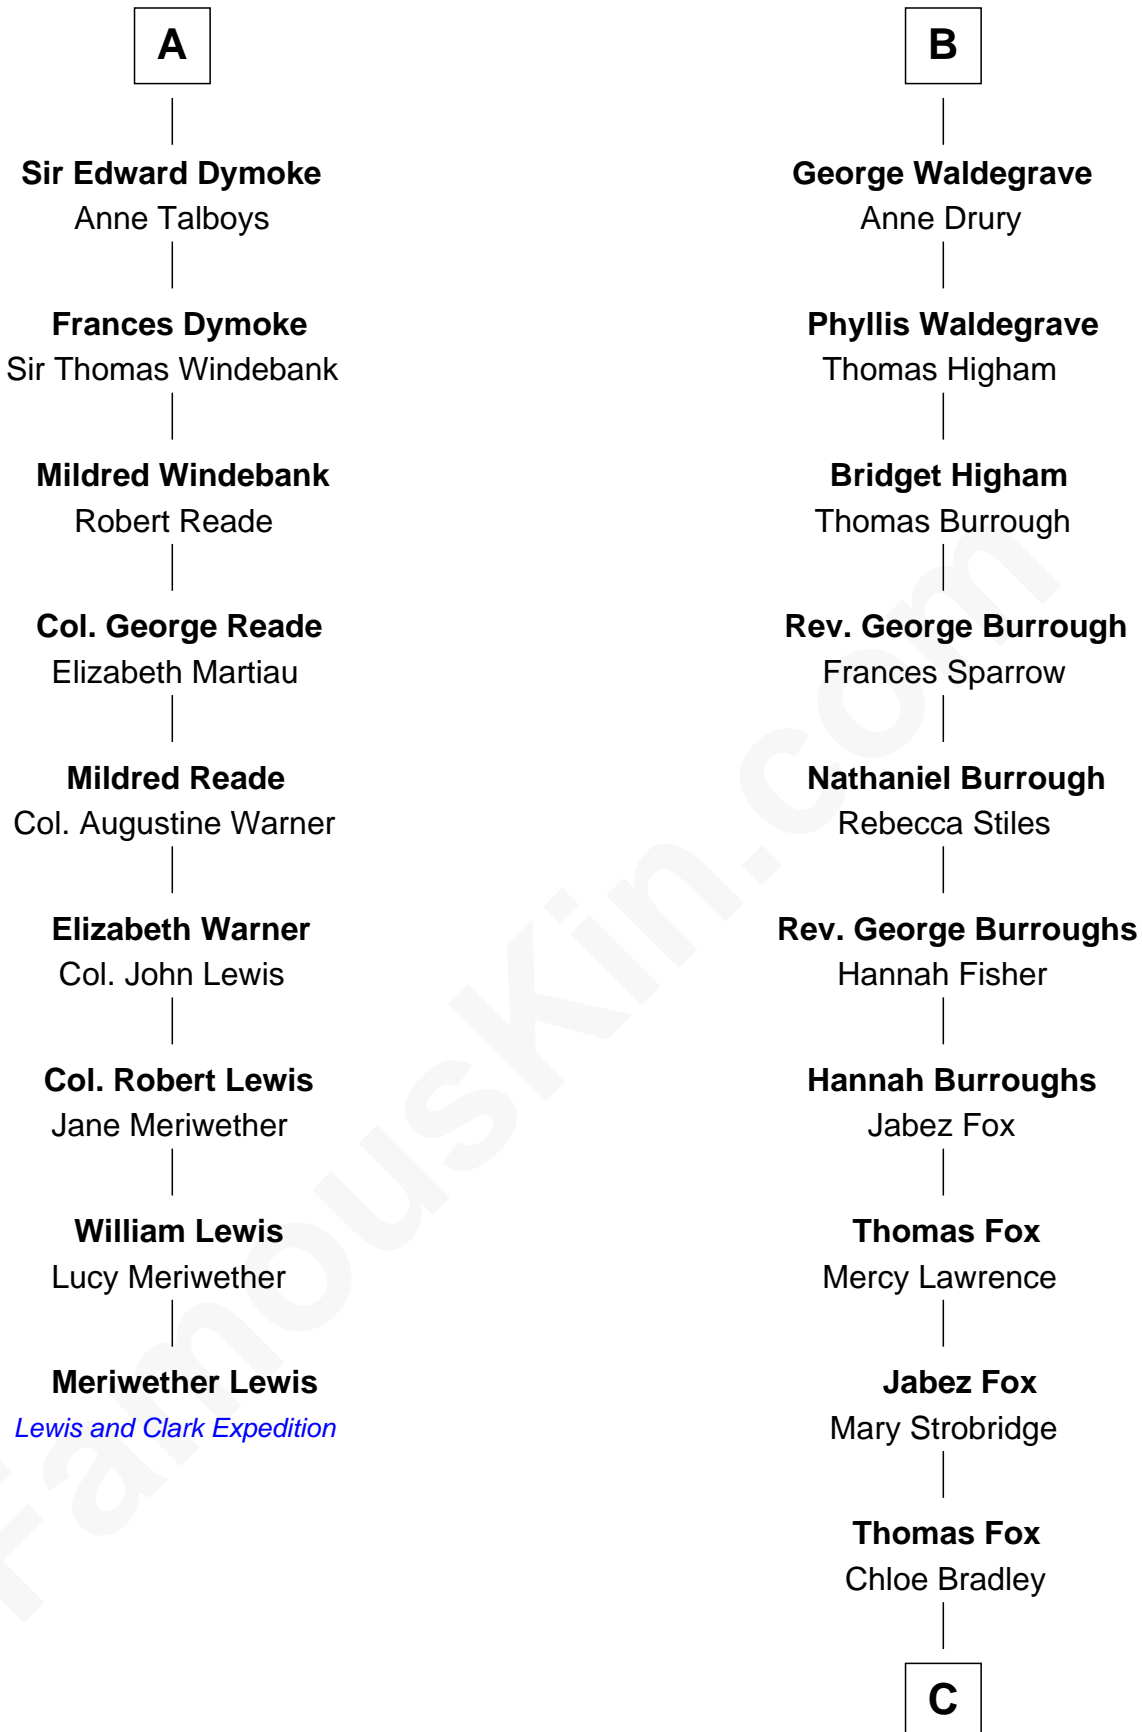 A
Sir Edward Dymoke
Anne Talboys
Frances Dymoke
Sir Thomas Windebank
Mildred Windebank
Robert Reade
Col. George Reade
Elizabeth Martiau
Mildred Reade
Col. Augustine Warner
Elizabeth Warner
Col. John Lewis
Col. Robert Lewis
Jane Meriwether
William Lewis
Lucy Meriwether
Meriwether Lewis
Lewis and Clark Expedition
B
George Waldegrave
Anne Drury
Phyllis Waldegrave
Thomas Higham
Bridget Higham
Thomas Burrough
Rev. George Burrough
Frances Sparrow
Nathaniel Burrough
Rebecca Stiles
Rev. George Burroughs
Hannah Fisher
Hannah Burroughs
Jabez Fox
Thomas Fox
Mercy Lawrence
Jabez Fox
Mary Strobridge
Thomas Fox
Chloe Bradley
C
FamousKin.com